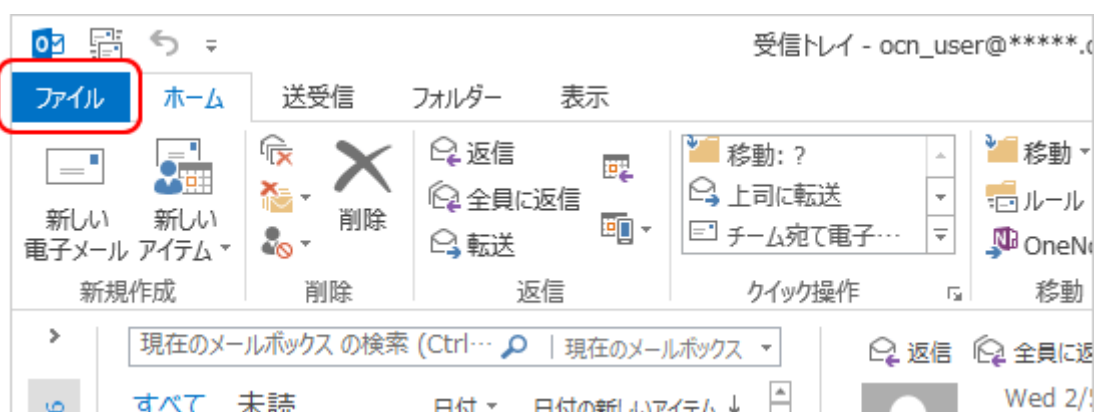 受信トレイ - ocn_user@*****.
ファイル ホーム 送受信 フォルダー 表示
返信 移動: ? 移動
全員に返信 上司に転送 ルール
新しい 新しい 削除
転送 チーム宛て電子…
電子メール アイテム OneNo
新規作成 削除 返信 クイック操作 移動
現在のメールボックス の検索 (Ctrl… 現在のメールボックス 返信 全員に返
すべて 未読 日付 日付の新しいアイテム ↓ Wed 2/